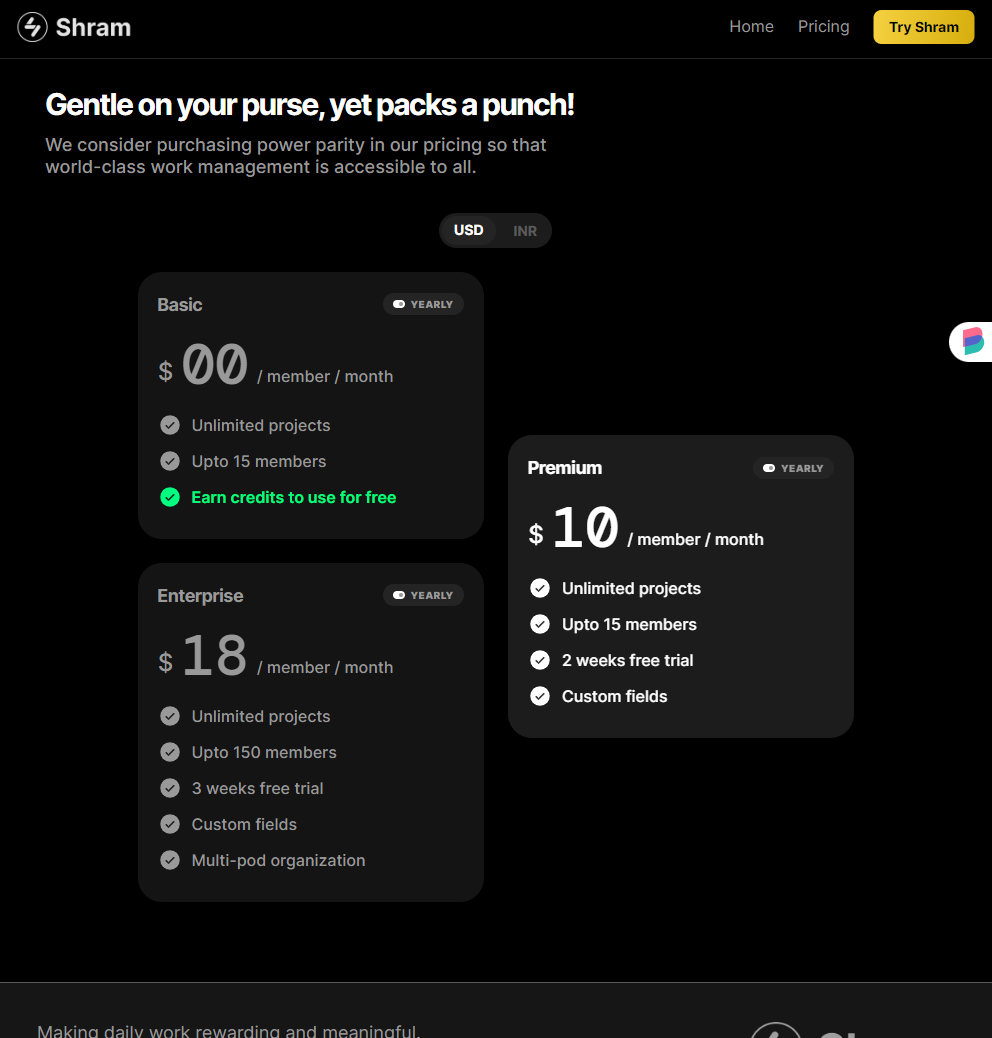 Shram
Home
Pricing
Try Shram
Gentle on your purse, yet packs a punch!
We consider purchasing power parity in our pricing so that
world-class work management is accessible to all.
USD
INR
Basic
YEARLY
$ 00 / member / month
Unlimited projects
Upto 15 members
Earn credits to use for free
Premium
YEARLY
$ 10 / member / month
Unlimited projects
Upto 15 members
2 weeks free trial
Custom fields
Enterprise
YEARLY
$ 18 / member / month
Unlimited projects
Upto 150 members
3 weeks free trial
Custom fields
Multi-pod organization
Making daily work rewarding and meaningful.